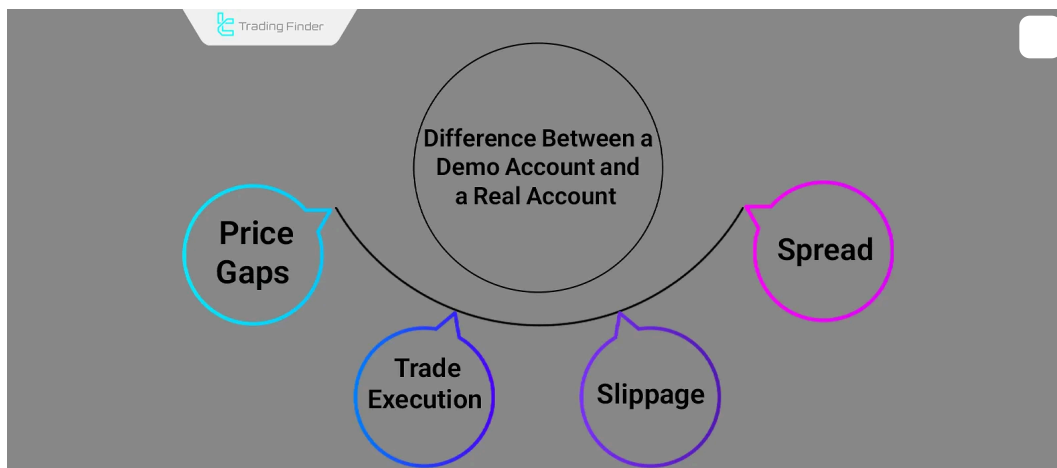 Trading Finder
Difference Between a
Demo Account and
a Real Account
Price
Gaps
Trade
Execution
Slippage
Spread